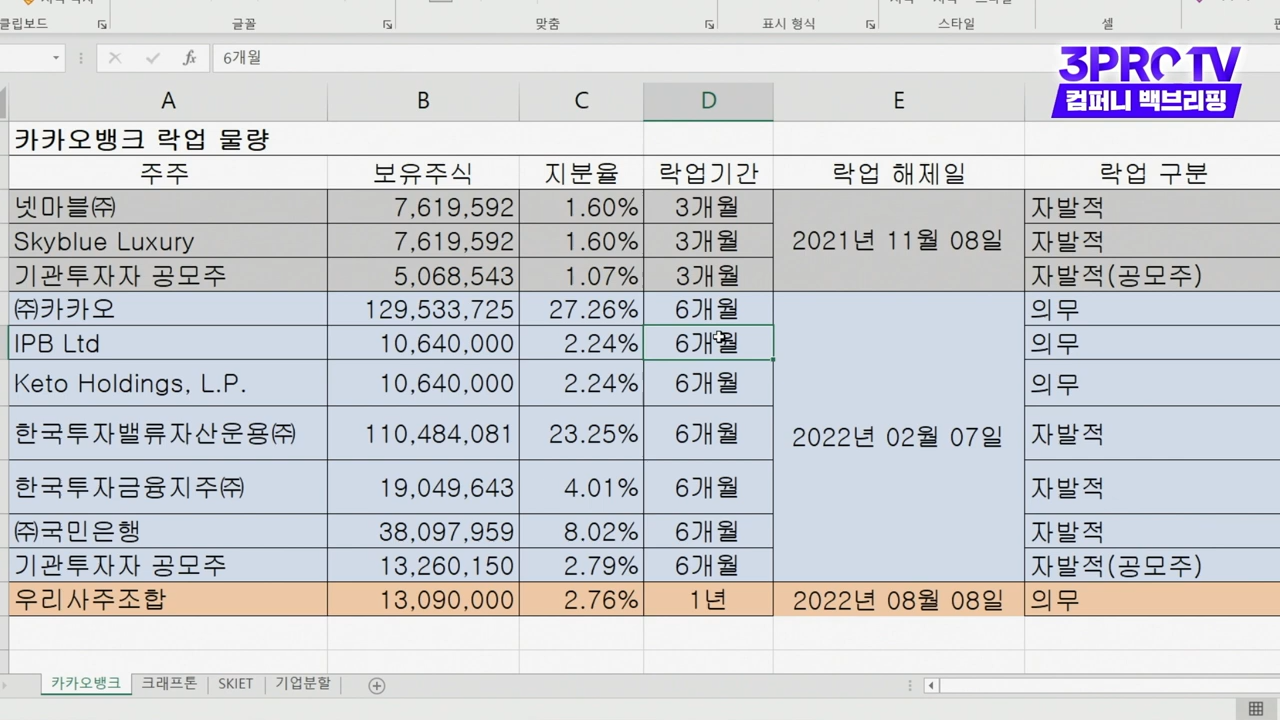 클립보드 글꼴 맞춤 표시 형식 스타일 셀
fx 6개월
3PROTV
컴퍼니 백브리핑
A B C D E
카카오뱅크 락업 물량
주주 보유주식 지분율 락업기간 락업 해제일 락업 구분
넷마블㈜ 7,619,592 1.60% 3개월 자발적
Skyblue Luxury 7,619,592 1.60% 3개월 2021년 11월 08일 자발적
기관투자자 공모주 5,068,543 1.07% 3개월 자발적(공모주)
㈜카카오 129,533,725 27.26% 6개월 의무
IPB Ltd 10,640,000 2.24% 6개월 의무
Keto Holdings, L.P. 10,640,000 2.24% 6개월 의무
한국투자밸류자산운용㈜ 110,484,081 23.25% 6개월 2022년 02월 07일 자발적
한국투자금융지주㈜ 19,049,643 4.01% 6개월 자발적
㈜국민은행 38,097,959 8.02% 6개월 자발적
기관투자자 공모주 13,260,150 2.79% 6개월 자발적(공모주)
우리사주조합 13,090,000 2.76% 1년 2022년 08월 08일 의무
카카오뱅크 크래프톤 SKIET 기업분할